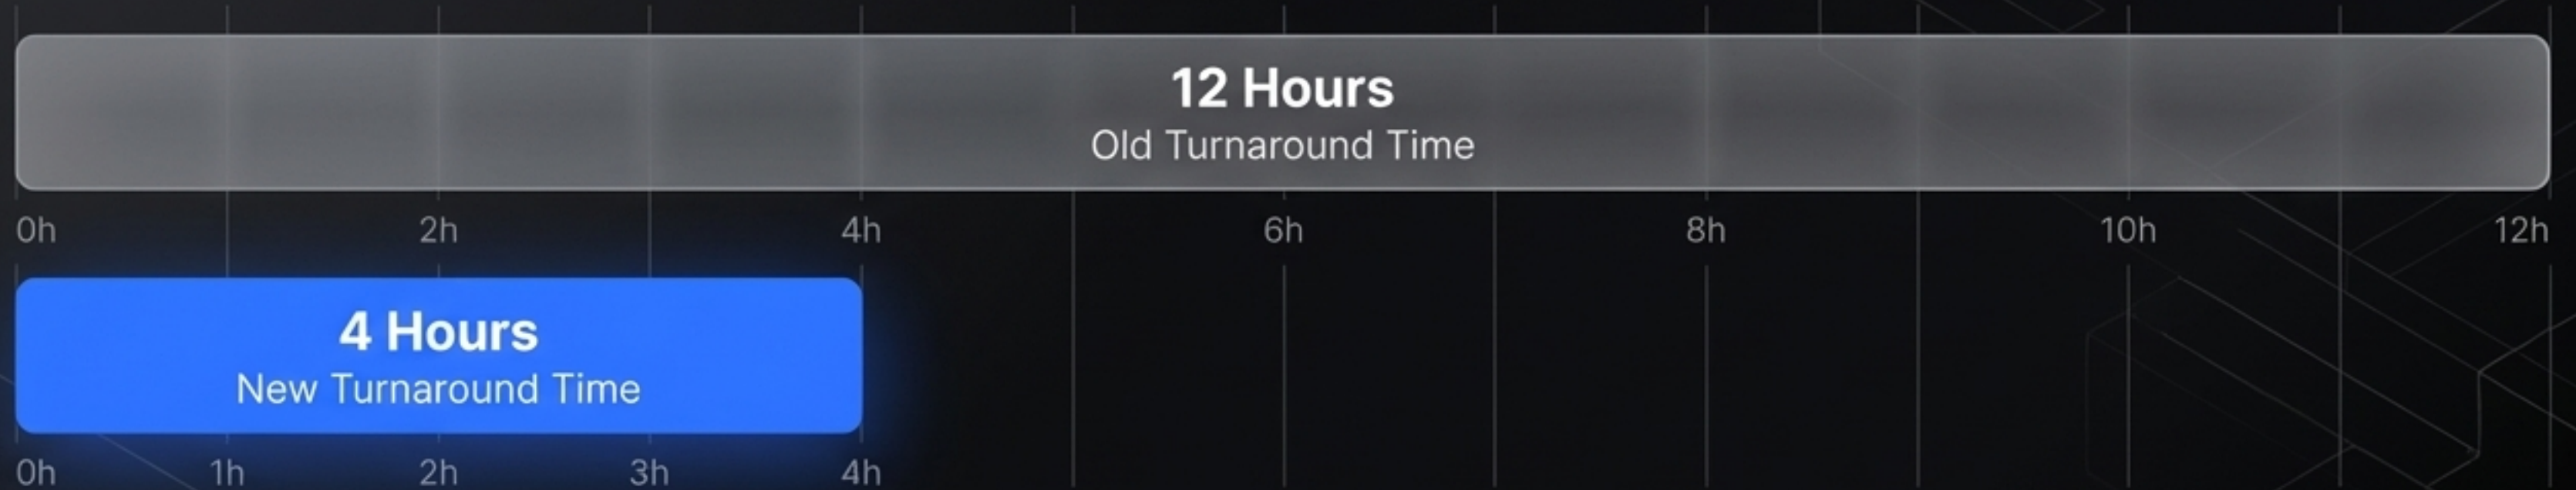 12 Hours
Old Turnaround Time
0h 2h 4h 6h 8h 10h 12h
4 Hours
New Turnaround Time
0h 1h 2h 3h 4h